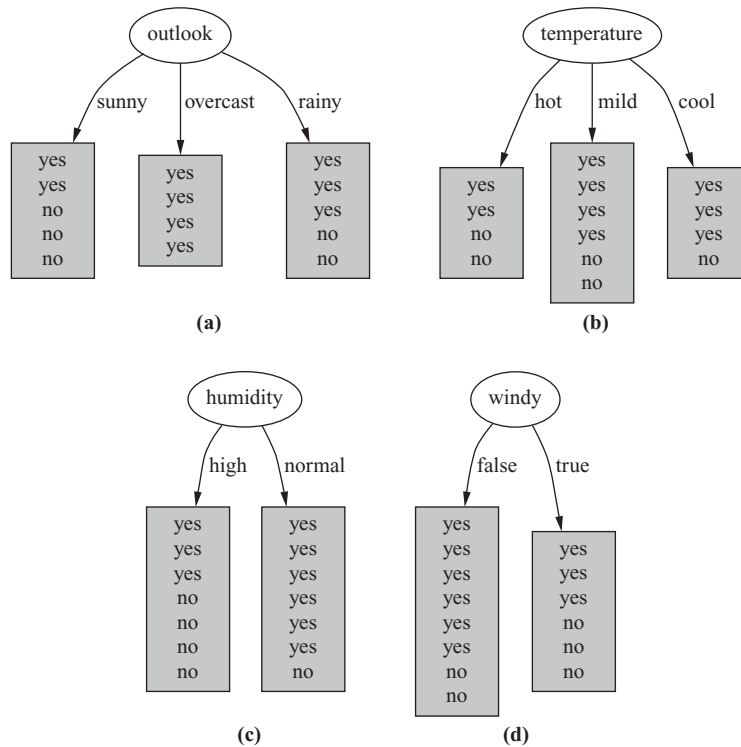 outlook
sunny
overcast
rainy
yes
yes
no
no
no
yes
yes
yes
yes
yes
yes
yes
no
no
(a)
temperature
hot
mild
cool
yes
yes
no
no
yes
yes
yes
yes
no
no
yes
yes
yes
no
(b)
humidity
high
normal
yes
yes
yes
no
no
no
no
yes
yes
yes
yes
yes
yes
no
(c)
windy
false
true
yes
yes
yes
yes
yes
yes
no
no
yes
yes
yes
no
no
no
(d)